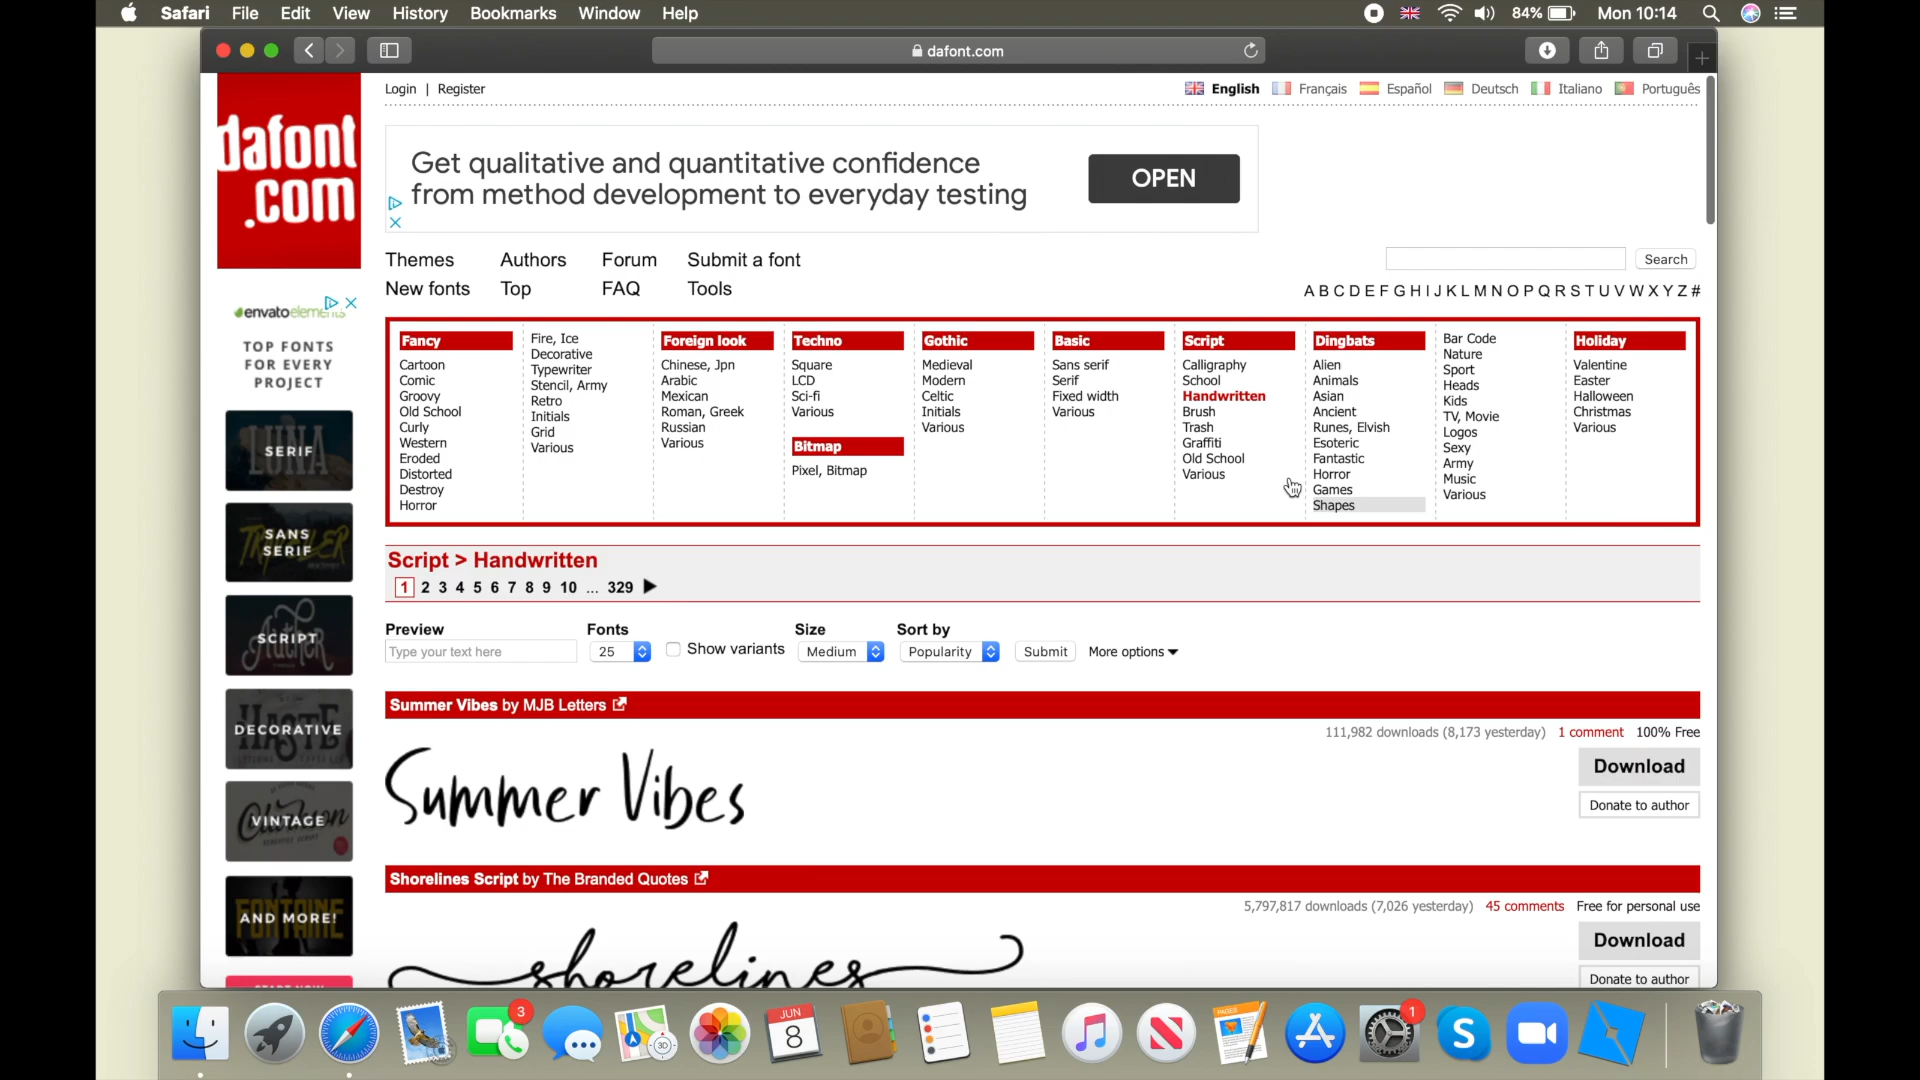 Safari File Edit View History Bookmarks Window Help 84% Mon 10:14
dafont.com
dafont
.com
Login | Register
English Français Español Deutsch Italiano Português
Get qualitative and quantitative confidence
from method development to everyday testing
OPEN
Themes Authors Forum Submit a font
New fonts Top FAQ Tools
Search
A B C D E F G H I J K L M N O P Q R S T U V W X Y Z #
envatoelements
TOP FONTS
FOR EVERY
PROJECT
SERIF
SANS
SERIF
SCRIPT
DECORATIVE
VINTAGE
AND MORE!
Fancy
Cartoon
Comic
Groovy
Old School
Curly
Western
Eroded
Distorted
Destroy
Horror
Fire, Ice
Decorative
Typewriter
Stencil, Army
Retro
Initials
Grid
Various
Foreign look
Chinese, Jpn
Arabic
Mexican
Roman, Greek
Russian
Various
Techno
Square
LCD
Sci-fi
Various
Bitmap
Pixel, Bitmap
Gothic
Medieval
Modern
Celtic
Initials
Various
Basic
Sans serif
Serif
Fixed width
Various
Script
Calligraphy
School
Handwritten
Brush
Trash
Graffiti
Old School
Various
Dingbats
Alien
Animals
Asian
Ancient
Runes, Elvish
Esoteric
Fantastic
Horror
Games
Shapes
Bar Code
Nature
Sport
Heads
Kids
TV, Movie
Logos
Sexy
Army
Music
Various
Holiday
Valentine
Easter
Halloween
Christmas
Various
Script > Handwritten
1 2 3 4 5 6 7 8 9 10 ... 329
Preview Fonts Size Sort by
Type your text here 25 Show variants Medium Popularity Submit More options
Summer Vibes by MJB Letters
111,982 downloads (8,173 yesterday) 1 comment 100% Free
Summer Vibes
Download
Donate to author
Shorelines Script by The Branded Quotes
5,797,817 downloads (7,026 yesterday) 45 comments Free for personal use
shorelines
Download
Donate to author
3
JUN
8
3D
PAGES
1
S